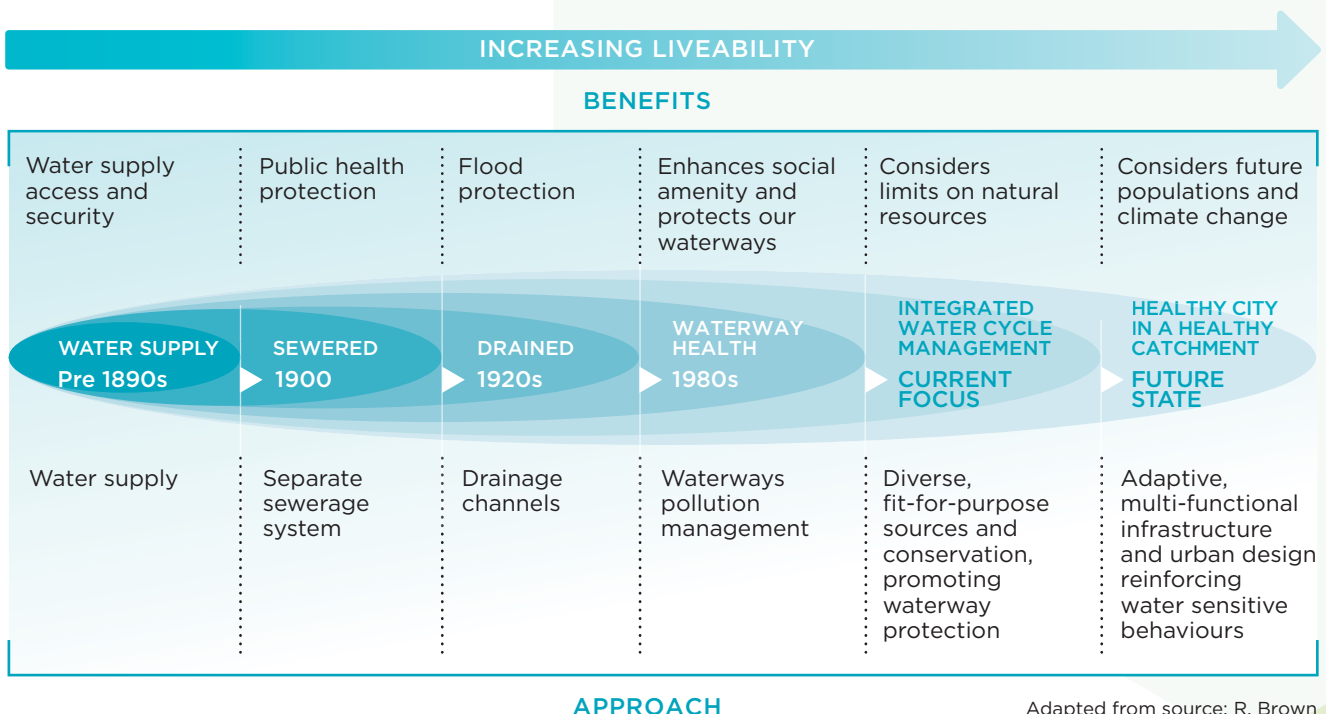 INCREASING LIVEABILITY
BENEFITS
Water supply
access and
security
Public health
protection
Flood
protection
Enhances social
amenity and
protects our
waterways
Considers
limits on natural
resources
Considers future
populations and
climate change
WATER SUPPLY
Pre 1890s
SEWERED
1900
DRAINED
1920s
WATERWAY
HEALTH
1980s
INTEGRATED
WATER CYCLE
MANAGEMENT
CURRENT
FOCUS
HEALTHY CITY
IN A HEALTHY
CATCHMENT
FUTURE
STATE
Water supply
Separate
sewerage
system
Drainage
channels
Waterways
pollution
management
Diverse,
fit-for-purpose
sources and
conservation,
promoting
waterway
protection
Adaptive,
multi-functional
infrastructure
and urban design
reinforcing
water sensitive
behaviours
APPROACH
Adapted from source: R. Brown